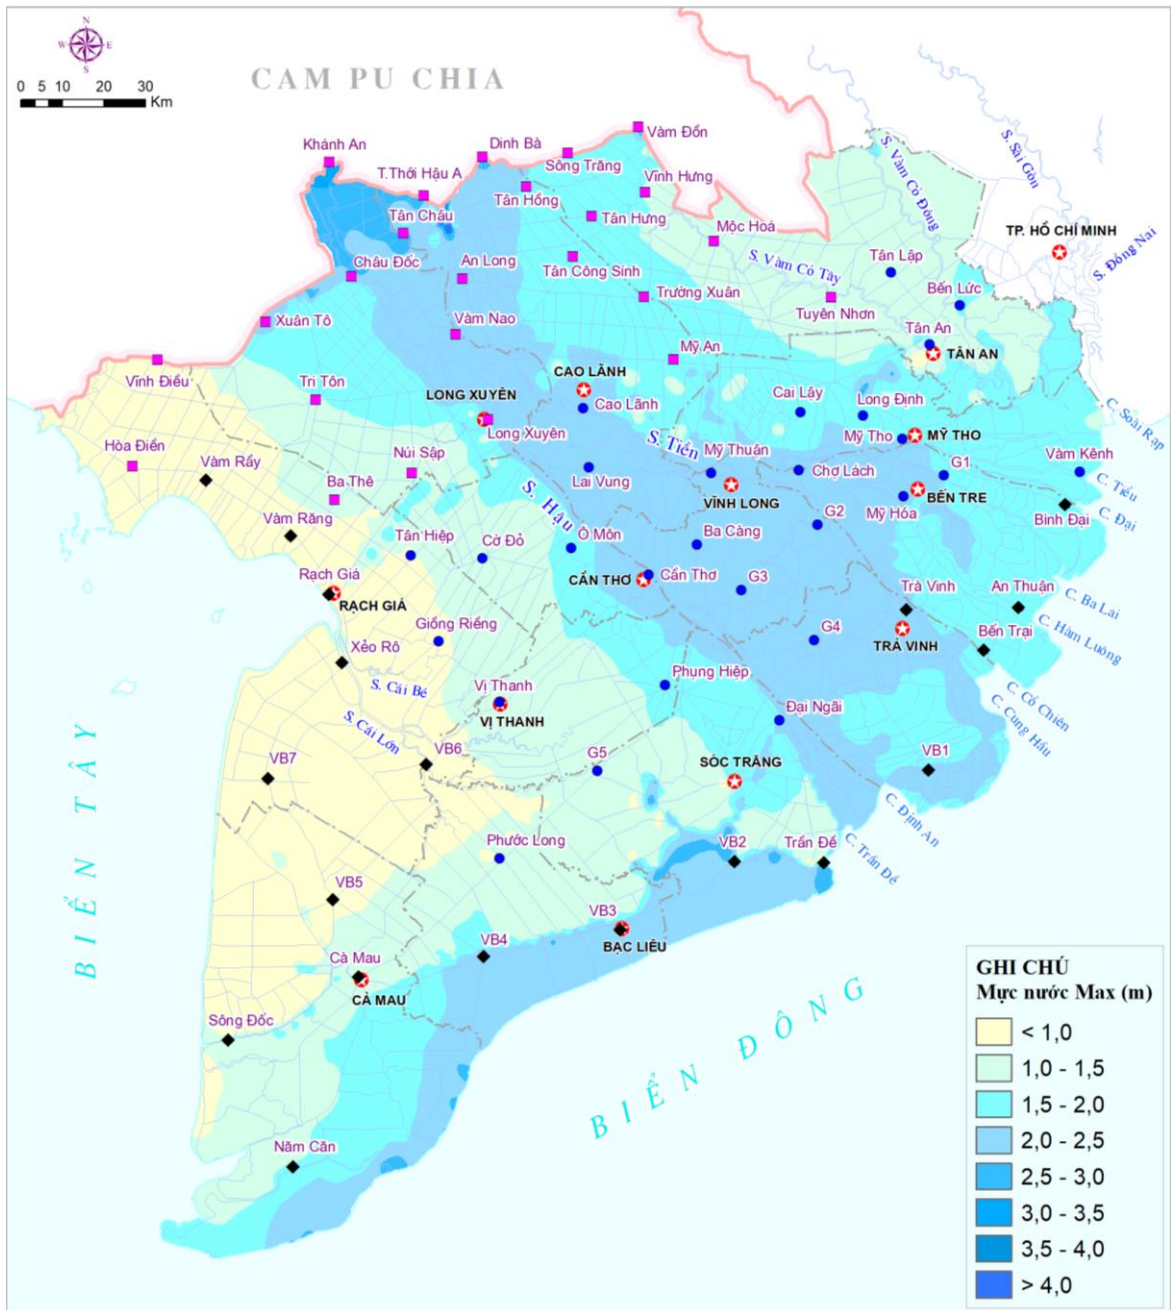 N
W E
S
0 5 10 20 30
Km
CAM PU CHIA
Vàm Đồn
Dinh Bà
Sông Trăng
Khánh An
T.Thới Hậu A
Tân Hồng
Vĩnh Hưng
Tân Châu
Tân Hưng
Mộc Hoá
S. Vàm Cỏ Đông
S. Sài Gòn
TP. HỒ CHÍ MINH
S. Đồng Nai
Châu Đốc
An Long
Tân Công Sinh
S. Vàm Cỏ Tây
Tân Lập
Bến Lức
Trường Xuân
Tuyên Nhơn
Xuân Tô
Vàm Nao
Tân An
TÂN AN
Mỹ An
Vĩnh Điều
Tri Tôn
CAO LÃNH
LONG XUYÊN
Cao Lãnh
Cai Lậy
Long Định
C. Soài Rạp
Long Xuyên
S. Tiền
Mỹ Thuận
Mỹ Tho
MỸ THO
Hòa Điền
Vàm Rầy
Núi Sập
Ba Thê
Lai Vung
Chợ Lách
G1
Vàm Kênh
C. Tiểu
VĨNH LONG
BẾN TRE
Mỹ Hóa
Bình Đại
C. Đại
S. Hậu
Vàm Răng
Tân Hiệp
Cờ Đỏ
Ô Môn
Ba Càng
G2
Rạch Giá
RẠCH GIÁ
CẦN THƠ
Cần Thơ
G3
Trà Vinh
An Thuận
C. Ba Lai
Giồng Riềng
G4
TRÀ VINH
Bến Trại
C. Hàm Luông
Xẻo Rô
S. Cái Bé
Vị Thanh
VỊ THANH
Phụng Hiệp
Đại Ngãi
C. Cổ Chiên
C. Cung Hầu
S. Cái Lớn
VB7
VB6
G5
SÓC TRĂNG
VB1
C. Định An
Phước Long
VB2
Trần Đề
C. Trần Đề
VB5
VB3
BẠC LIÊU
VB4
Cà Mau
CÀ MAU
Sông Đốc
Năm Căn
BIỂN TÂY
BIỂN ĐÔNG
GHI CHÚ
Mực nước Max (m)
< 1,0
1,0 - 1,5
1,5 - 2,0
2,0 - 2,5
2,5 - 3,0
3,0 - 3,5
3,5 - 4,0
> 4,0